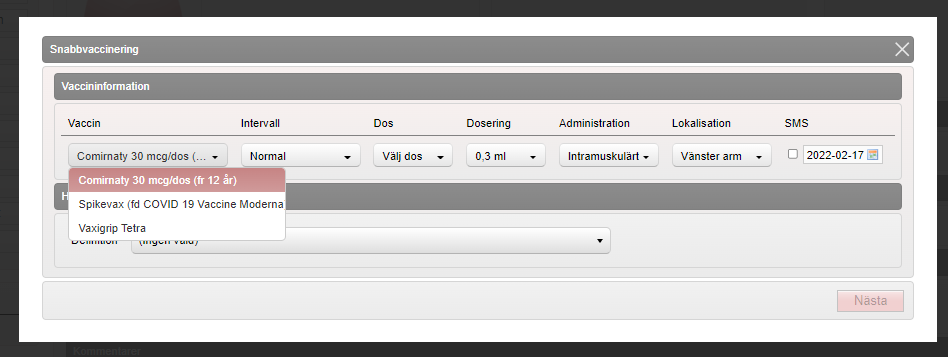 Snabbvaccinering
Vaccininformation
Vaccin Intervall Dos Dosering Administration Lokalisation SMS
Comirnaty 30 mcg/dos (... Normal Välj dos 0,3 ml Intramuskulärt Vänster arm 2022-02-17
Comirnaty 30 mcg/dos (fr 12 år)
Spikevax (fd COVID 19 Vaccine Moderna
Vaxigrip Tetra
Definition (Ingen vald)
Nästa
Kommentarer